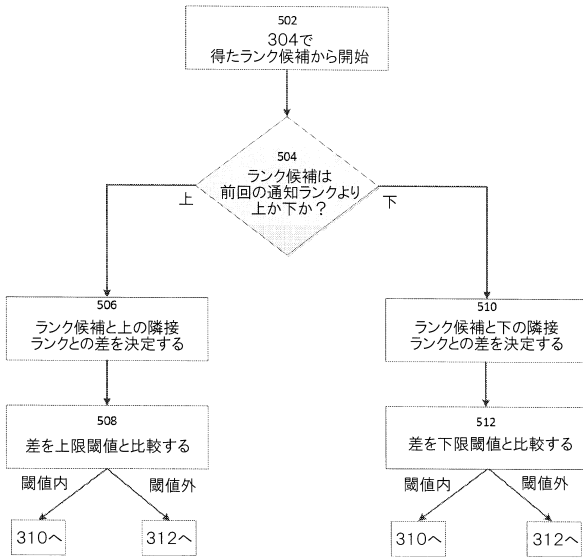 502
304で
得たランク候補から開始
504
ランク候補は
前回の通知ランクより
上か下か？
上
下
506
ランク候補と上の隣接
ランクとの差を決定する
510
ランク候補と下の隣接
ランクとの差を決定する
508
差を上限閾値と比較する
512
差を下限閾値と比較する
閾値内
閾値外
閾値内
閾値外
310へ
312へ
310へ
312へ